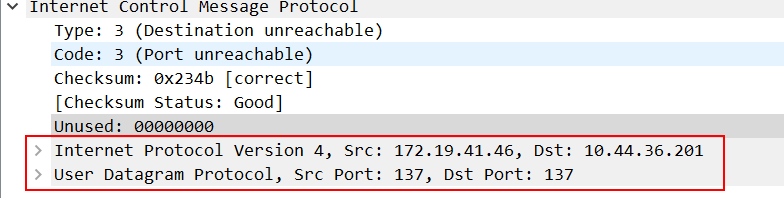 Internet Control Message Protocol
Type: 3 (Destination unreachable)
Code: 3 (Port unreachable)
Checksum: 0x234b [correct]
[Checksum Status: Good]
Unused: 00000000
Internet Protocol Version 4, Src: 172.19.41.46, Dst: 10.44.36.201
User Datagram Protocol, Src Port: 137, Dst Port: 137